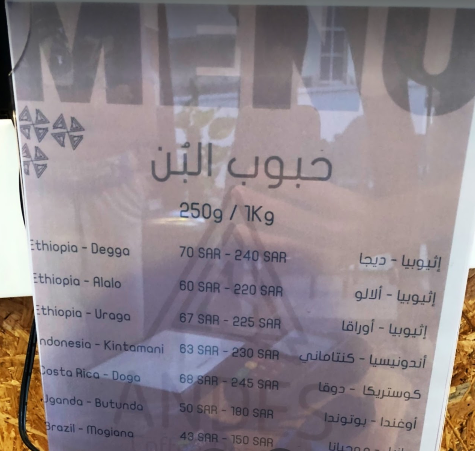 MENU
حبوب البُن
250g / 1Kg
Ethiopia - Degga 70 SAR - 240 SAR إثيوبيا - ديجا
Ethiopia - Alalo 60 SAR - 220 SAR إثيوبيا - ألالو
Ethiopia - Uraga 67 SAR - 225 SAR إثيوبيا - أوراقا
Indonesia - Kintamani 63 SAR - 230 SAR أندونيسيا - كنتاماني
Costa Rica - Doga 68 SAR - 245 SAR كوستريكا - دوقا
Uganda - Butunda 50 SAR - 180 SAR أوغندا - بوتوندا
Brazil - Mogiana 43 SAR - 150 SAR